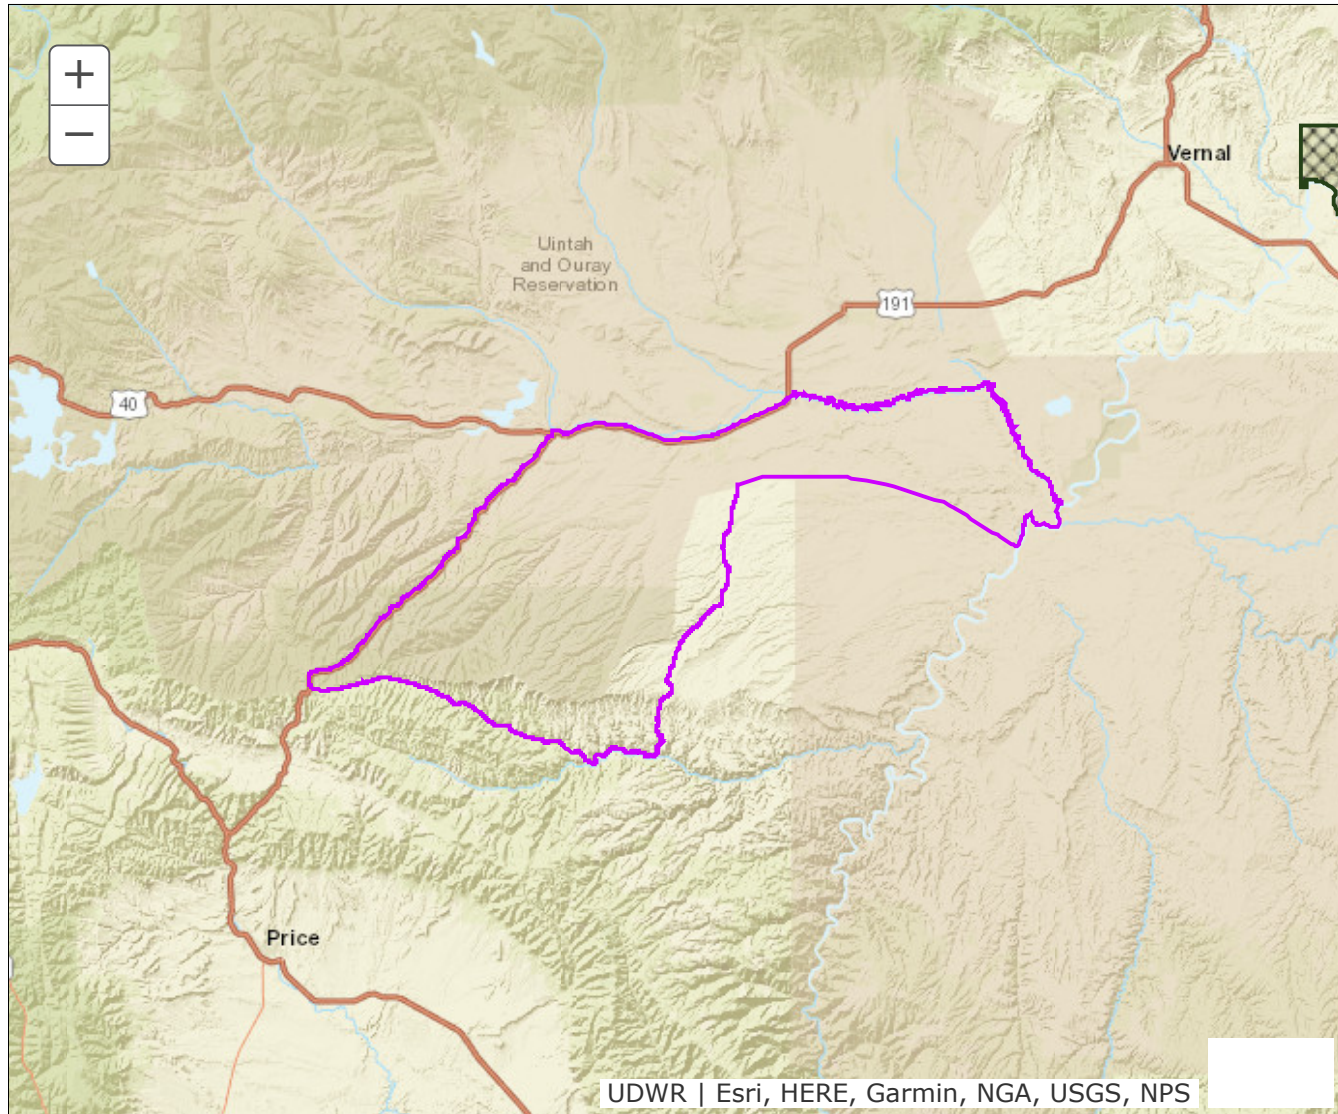 +
−
Vernal
Uintah
and Ouray
Reservation
191
40
Price
UDWR | Esri, HERE, Garmin, NGA, USGS, NPS